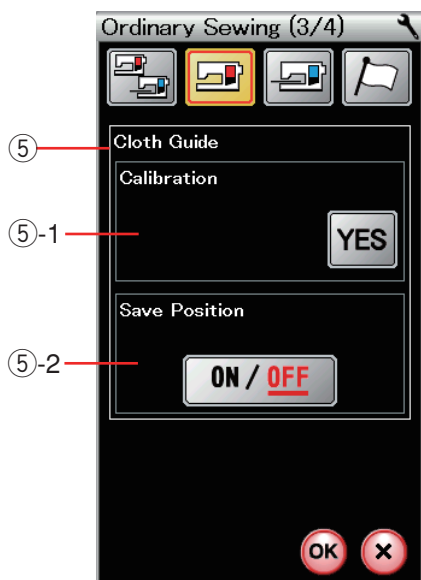 Ordinary Sewing (3/4)
⑤
Cloth Guide
Calibration
⑤-1
YES
Save Position
⑤-2
ON / OFF
OK ×